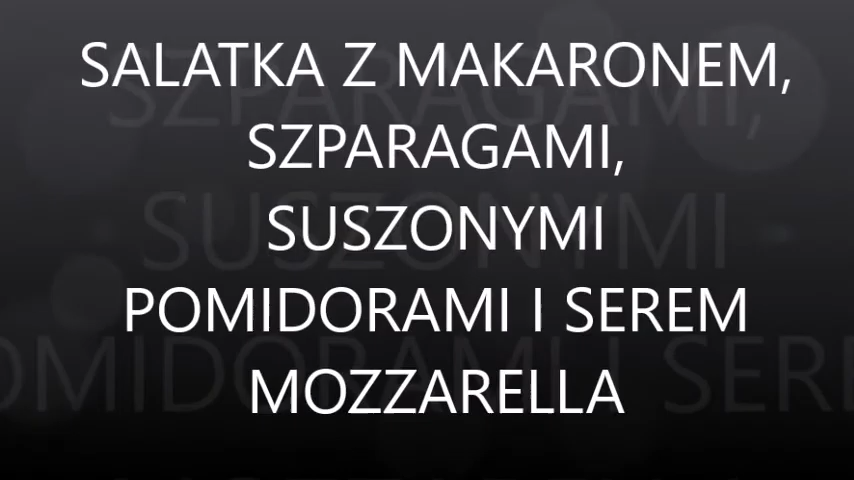 SALATKA Z MAKARONEM,
SZPARAGAMI,
SUSZONYMI
POMIDORAMI I SEREM
MOZZARELLA